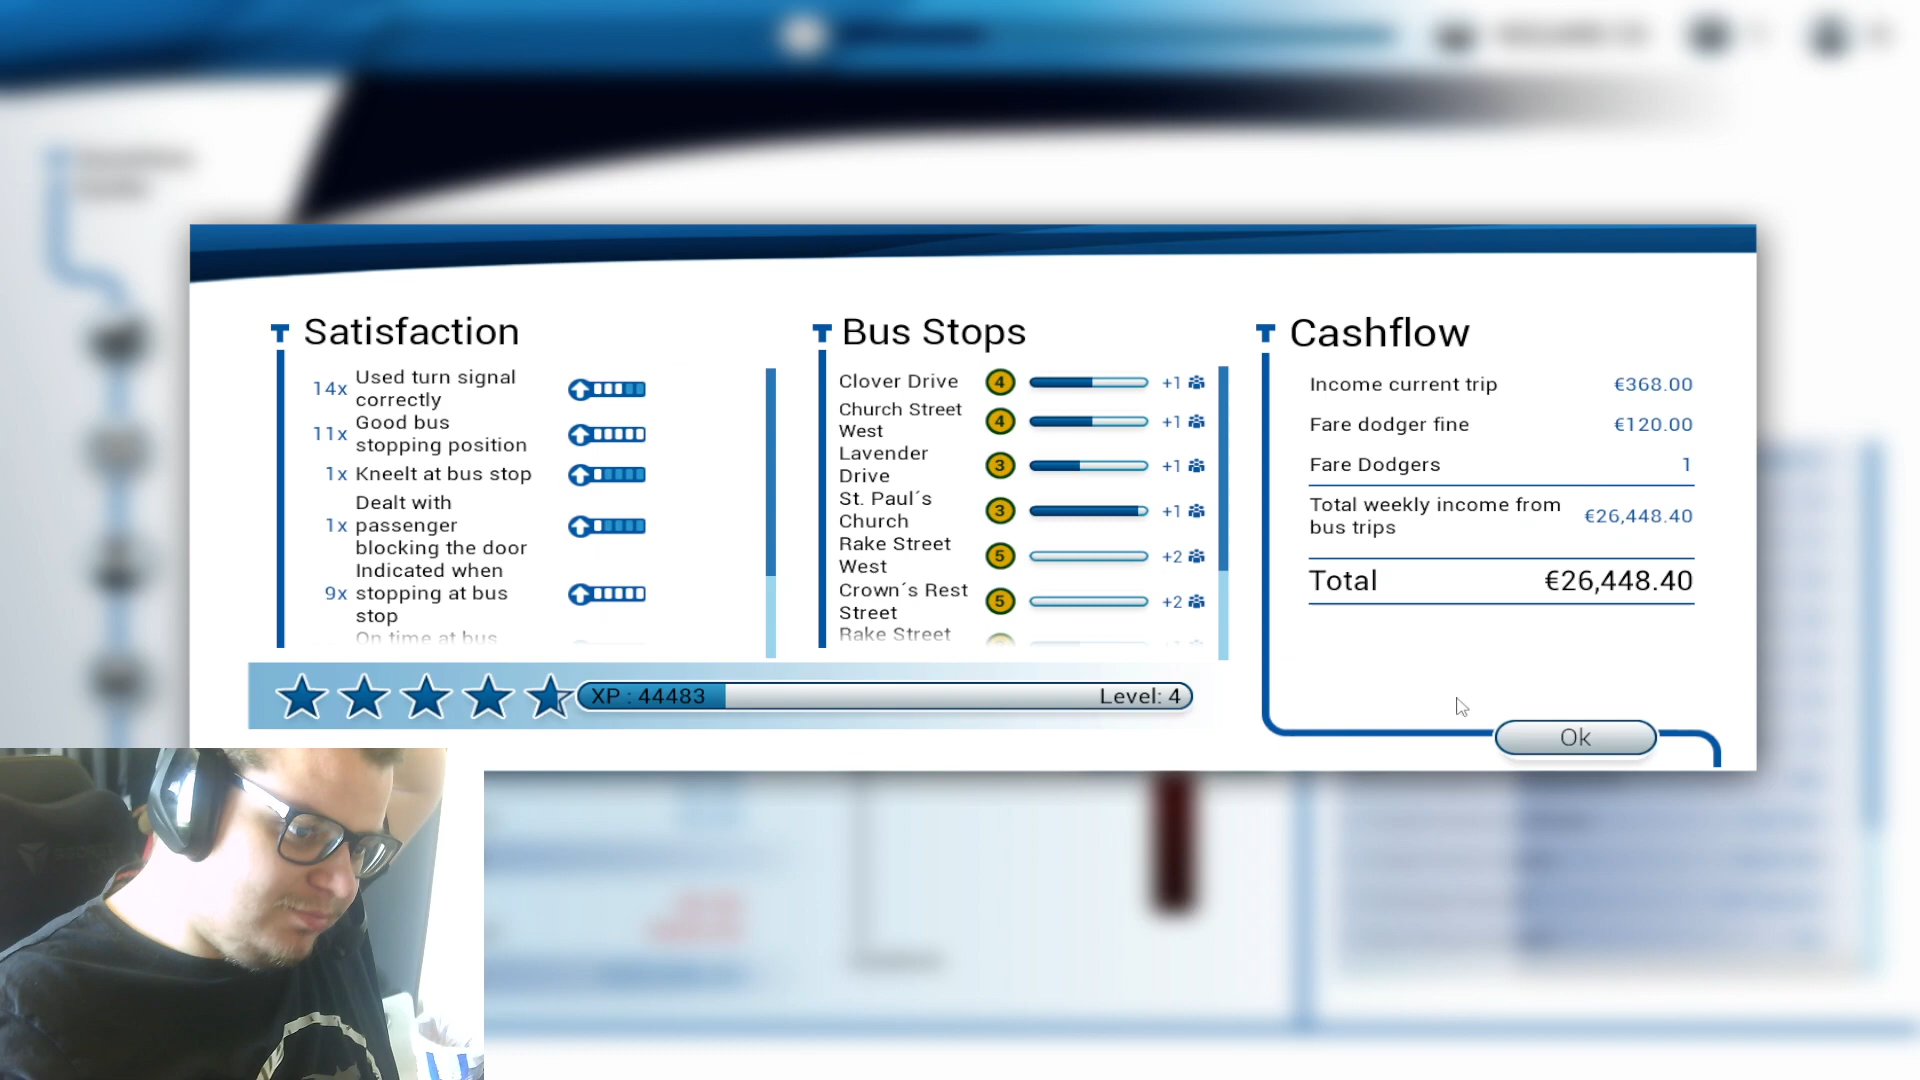 Satisfaction
14x Used turn signal
correctly
11x Good bus
stopping position
1x Kneelt at bus stop
1x Dealt with
passenger
blocking the door
9x Indicated when
stopping at bus
stop
On time at bus
XP : 44483 Level: 4
Bus Stops
Clover Drive 4 +1
Church Street
West 4 +1
Lavender
Drive 3 +1
St. Paul´s
Church 3 +1
Rake Street
West 5 +2
Crown´s Rest
Street 5 +2
Rake Street
Cashflow
Income current trip €368.00
Fare dodger fine €120.00
Fare Dodgers 1
Total weekly income from
bus trips €26,448.40
Total €26,448.40
Ok